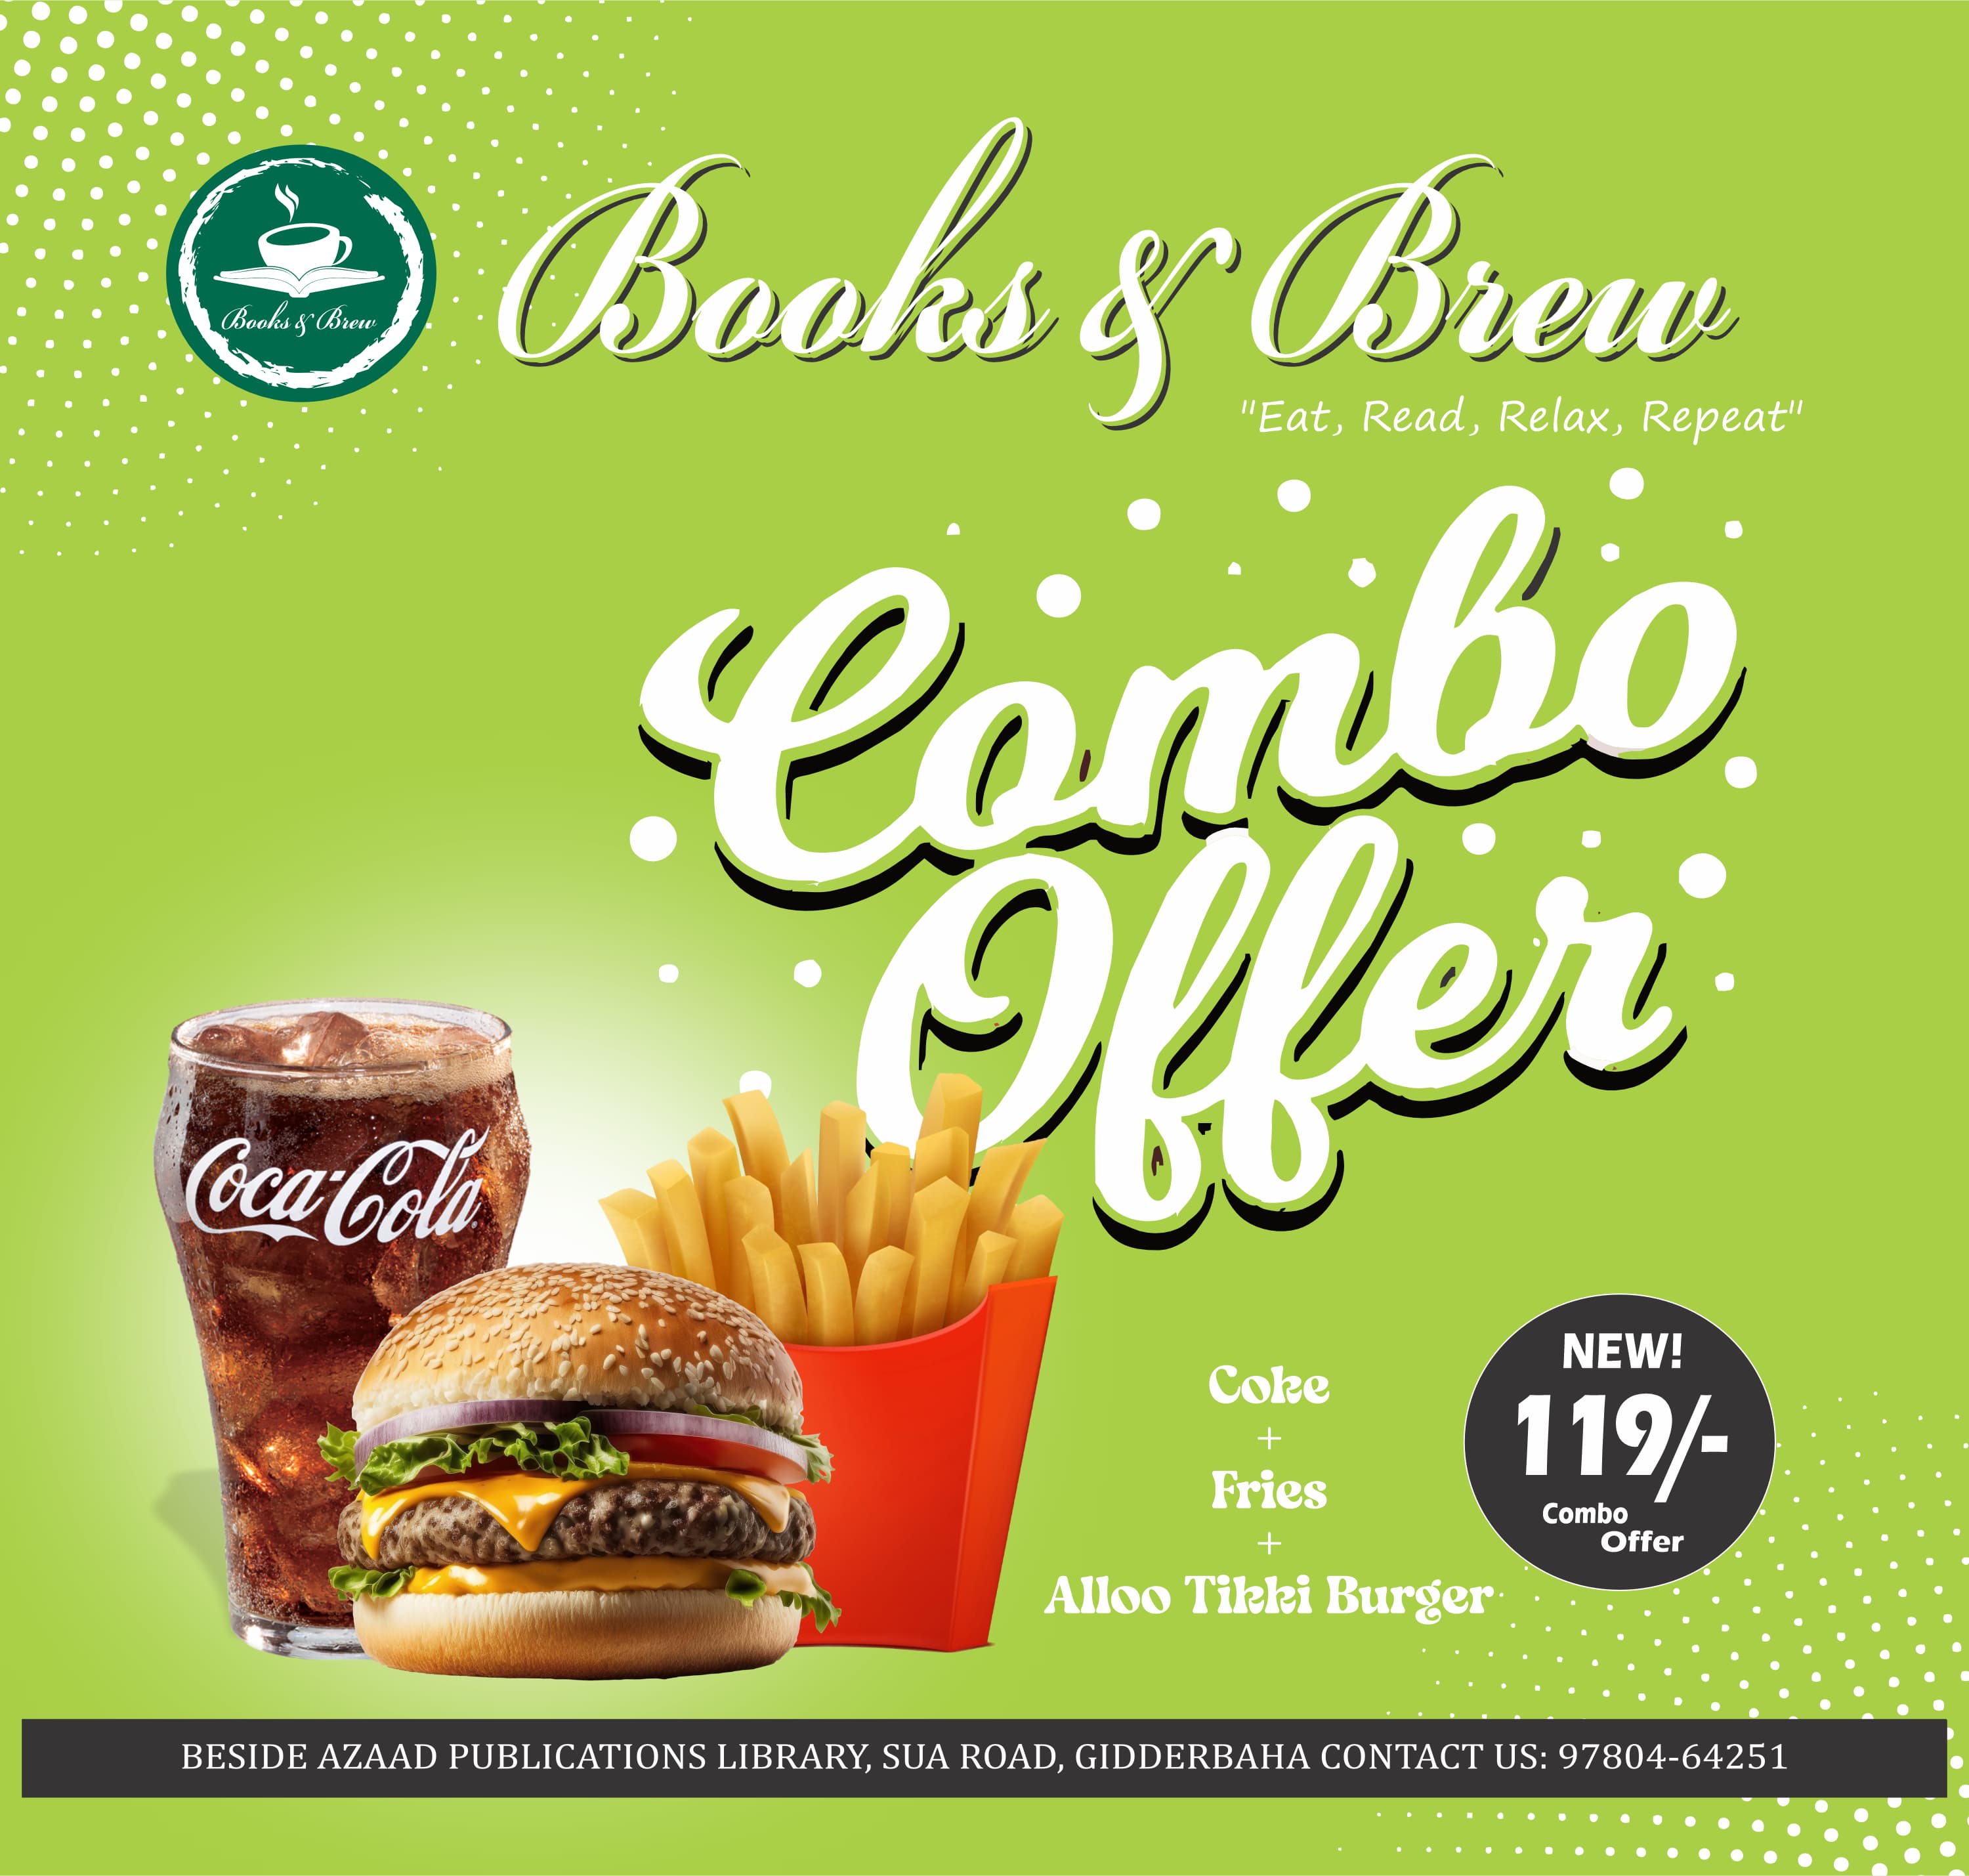 Books & Brew
Books & Brew
"Eat, Read, Relax, Repeat"
Combo
Offer
Coca-Cola
Coke
+
Fries
+
Alloo Tikki Burger
NEW!
119/-
Combo
Offer
BESIDE AZAAD PUBLICATIONS LIBRARY, SUA ROAD, GIDDERBAHA CONTACT US: 97804-64251